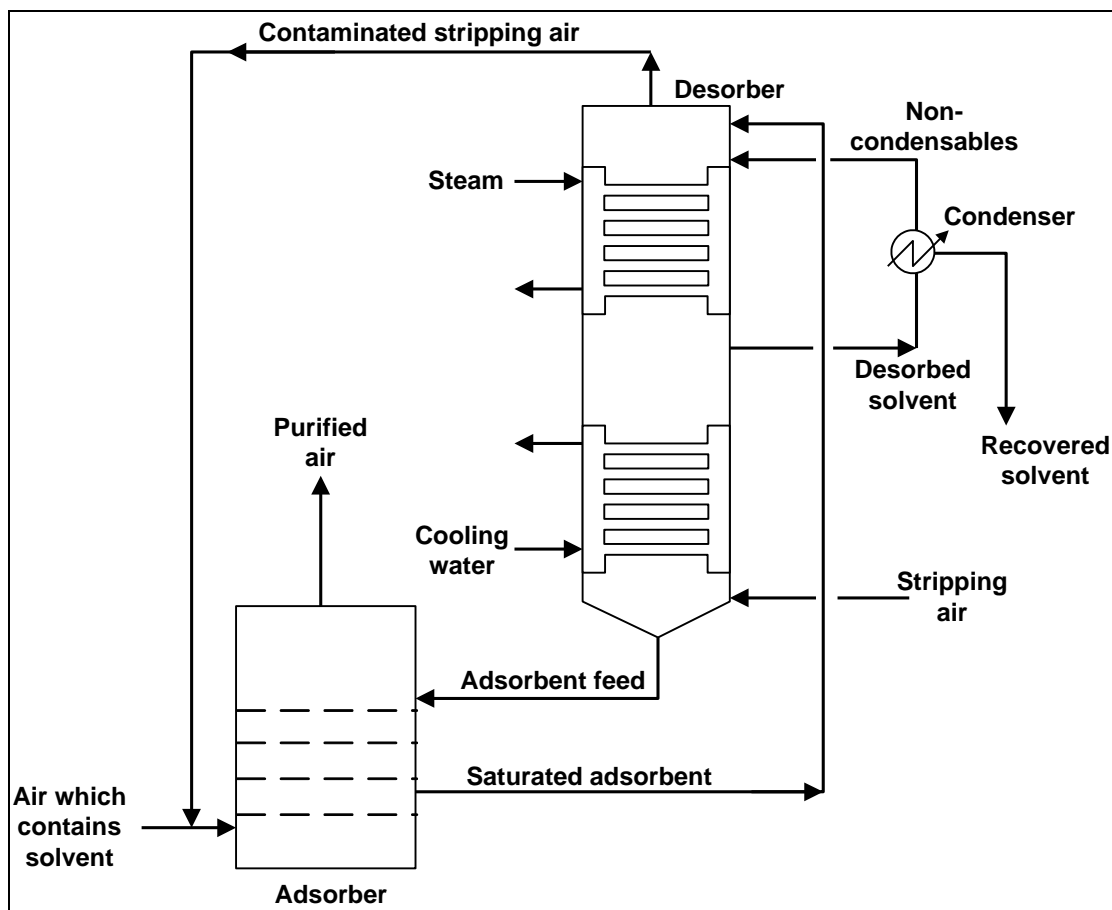 Contaminated stripping air
Desorber
Non-
condensables
Steam
Condenser
Desorbed
solvent
Purified
air
Recovered
solvent
Cooling
water
Stripping
air
Adsorbent feed
Saturated adsorbent
Air which
contains
solvent
Adsorber